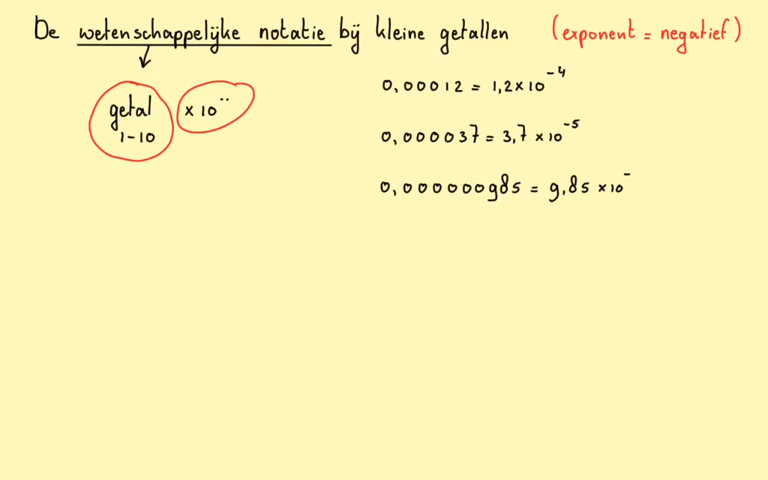 De wetenschappelijke notatie bij kleine getallen (exponent = negatief)
getal × 10¨
1-10
0,00012 = 1,2 × 10⁻⁴
0,000037 = 3,7 × 10⁻⁵
0,000000985 = 9,85 × 10⁻